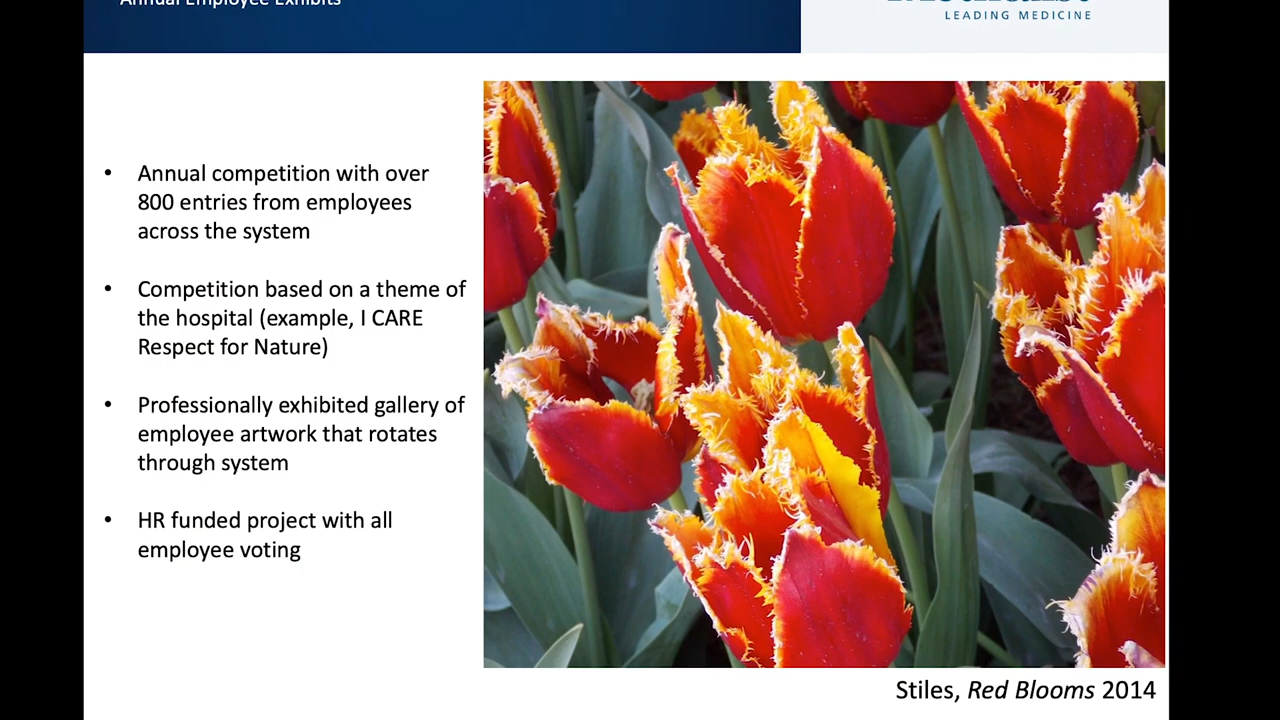 Annual Employee Exhibits
LEADING MEDICINE
• Annual competition with over
800 entries from employees
across the system
• Competition based on a theme of
the hospital (example, I CARE
Respect for Nature)
• Professionally exhibited gallery of
employee artwork that rotates
through system
• HR funded project with all
employee voting
Stiles, Red Blooms 2014